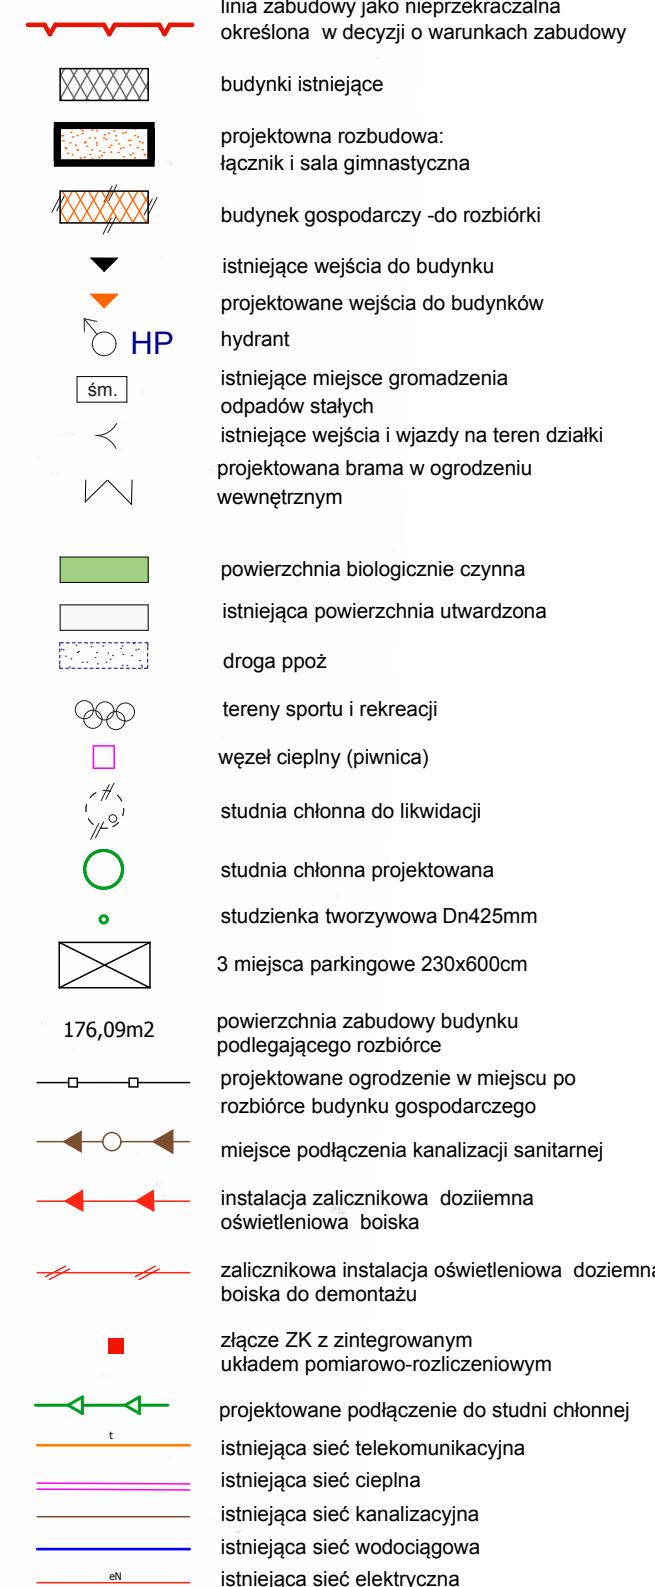 linia zabudowy jako nieprzekraczalna
określona w decyzji o warunkach zabudowy
budynki istniejące
projektowna rozbudowa:
łącznik i sala gimnastyczna
budynek gospodarczy -do rozbiórki
istniejące wejścia do budynku
projektowane wejścia do budynków
HP hydrant
śm. istniejące miejsce gromadzenia
odpadów stałych
istniejące wejścia i wjazdy na teren działki
projektowana brama w ogrodzeniu
wewnętrznym
powierzchnia biologicznie czynna
istniejąca powierzchnia utwardzona
droga ppoż
tereny sportu i rekreacji
węzeł cieplny (piwnica)
studnia chłonna do likwidacji
studnia chłonna projektowana
studzienka tworzywowa Dn425mm
3 miejsca parkingowe 230x600cm
176,09m2 powierzchnia zabudowy budynku
podlegającego rozbiórce
projektowane ogrodzenie w miejscu po
rozbiórce budynku gospodarczego
miejsce podłączenia kanalizacji sanitarnej
instalacja zalicznikowa doziiemna
oświetleniowa boiska
zalicznikowa instalacja oświetleniowa doziemna
boiska do demontażu
złącze ZK z zintegrowanym
układem pomiarowo-rozliczeniowym
projektowane podłączenie do studni chłonnej
t istniejąca sieć telekomunikacyjna
istniejąca sieć cieplna
istniejąca sieć kanalizacyjna
istniejąca sieć wodociągowa
eN istniejąca sieć elektryczna